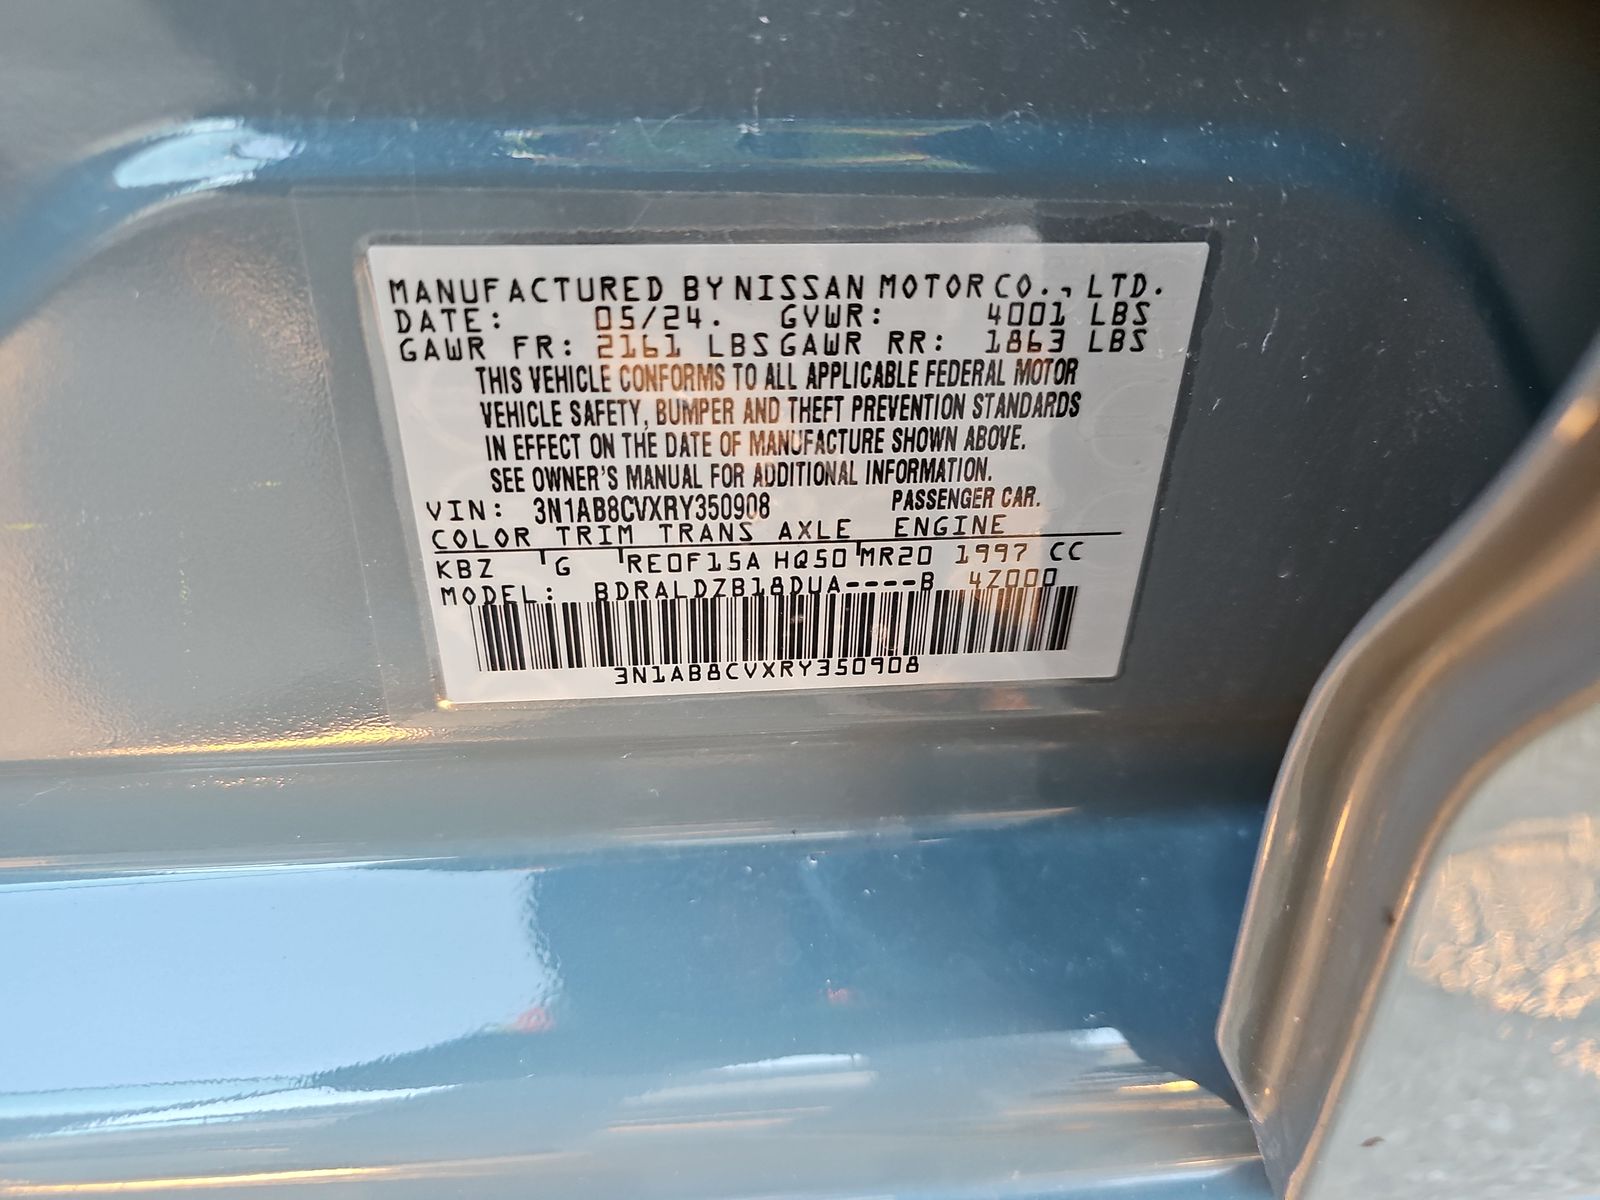 MANUFACTURED BY NISSAN MOTOR CO., LTD.
DATE: 05/24. GVWR: 4001 LBS
GAWR FR: 2161 LBS GAWR RR: 1863 LBS
THIS VEHICLE CONFORMS TO ALL APPLICABLE FEDERAL MOTOR
VEHICLE SAFETY, BUMPER AND THEFT PREVENTION STANDARDS
IN EFFECT ON THE DATE OF MANUFACTURE SHOWN ABOVE.
SEE OWNER'S MANUAL FOR ADDITIONAL INFORMATION.
VIN: 3N1AB8CVXRY350908 PASSENGER CAR.
COLOR TRIM TRANS AXLE ENGINE
KBZ G RE0F15A HQ50 MR20 1997 CC
MODEL: BDRALDZB18DUA----B 4Z000
3N1AB8CVXRY350908